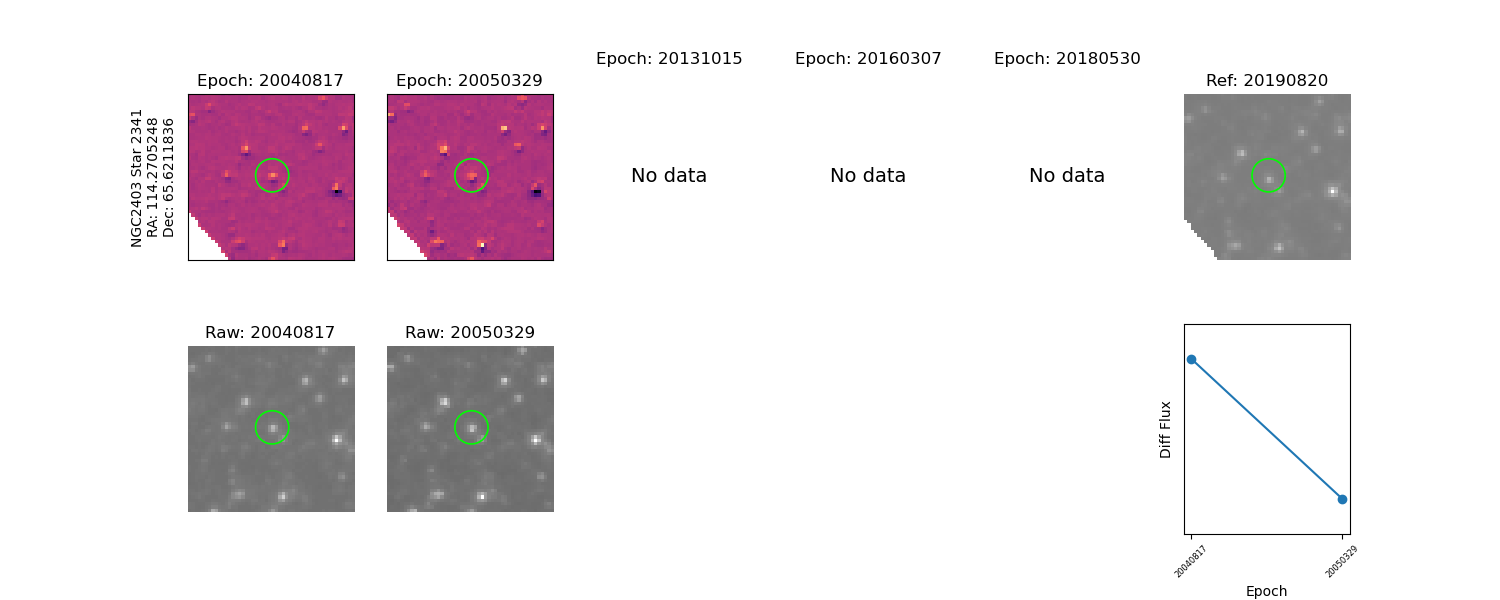 Epoch: 20040817
Epoch: 20050329
Epoch: 20131015
Epoch: 20160307
Epoch: 20180530
Ref: 20190820
NGC2403 Star 2341
RA: 114.2705248
Dec: 65.6211836
No data
No data
No data
Raw: 20040817
Raw: 20050329
Diff Flux
20040817
20050329
Epoch